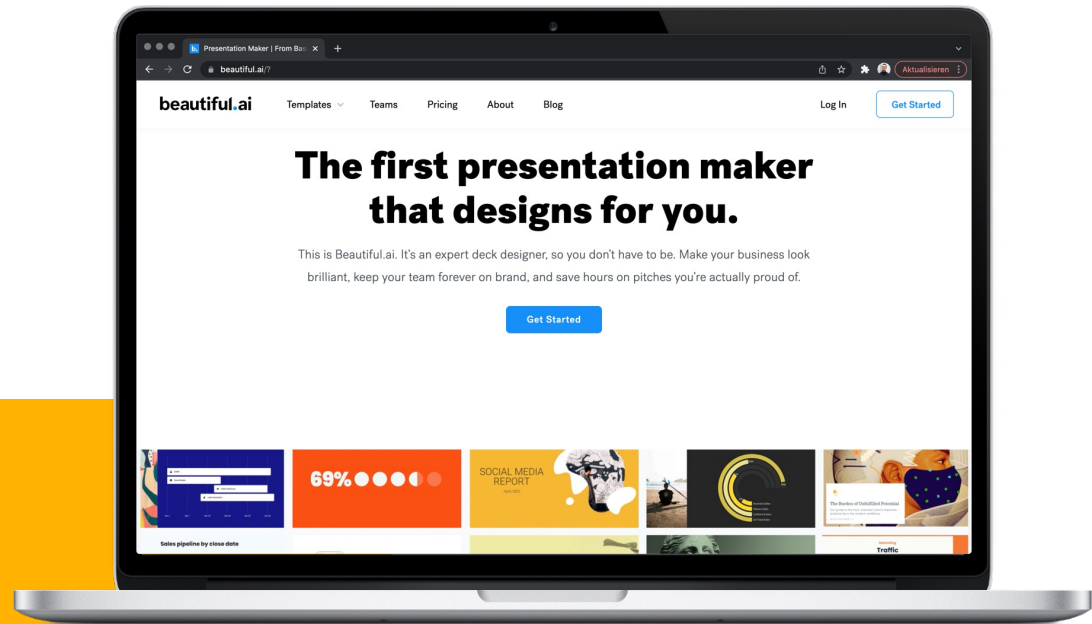 Presentation Maker | From Bas
beautiful.ai/?
Aktualisieren
beautiful.ai
Templates
Teams
Pricing
About
Blog
Log In
Get Started
The first presentation maker
that designs for you.
This is Beautiful.ai. It's an expert deck designer, so you don't have to be. Make your business look
brilliant, keep your team forever on brand, and save hours on pitches you're actually proud of.
Get Started
69%
SOCIAL MEDIA
REPORT
The Burden of Unfulfilled Potential
Sales pipeline by close date
Marketing
Traffic